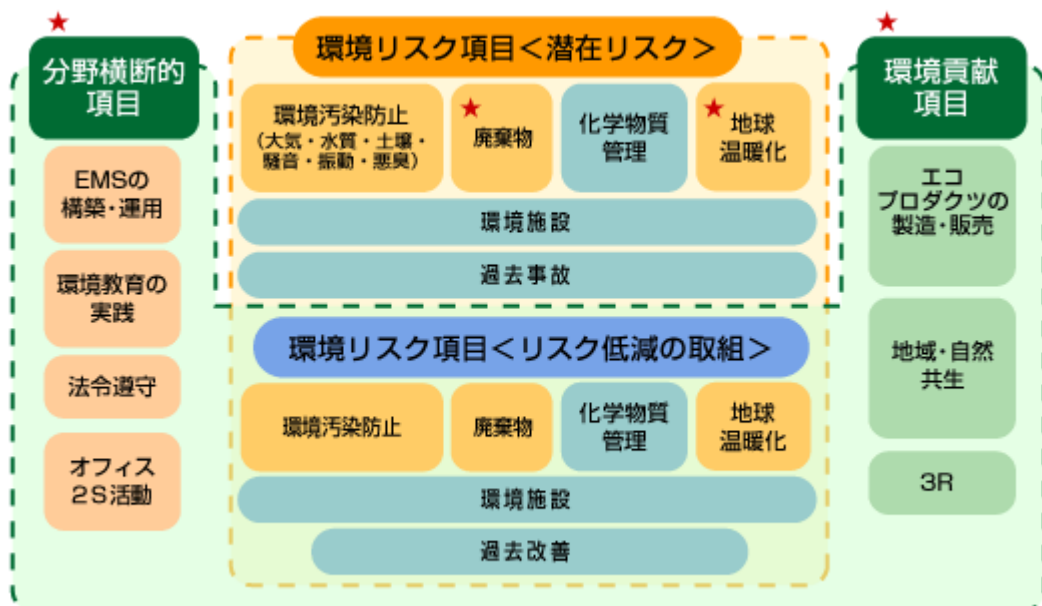 分野横断的
項目
EMSの
構築・運用
環境教育の
実践
法令遵守
オフィス
2S活動
環境リスク項目<潜在リスク>
環境汚染防止
(大気・水質・土壌・
騒音・振動・悪臭)
廃棄物
化学物質
管理
地球
温暖化
環境施設
過去事故
環境リスク項目<リスク低減の取組>
環境汚染防止
廃棄物
化学物質
管理
地球
温暖化
環境施設
過去改善
環境貢献
項目
エコ
プロダクツの
製造・販売
地域・自然
共生
3R